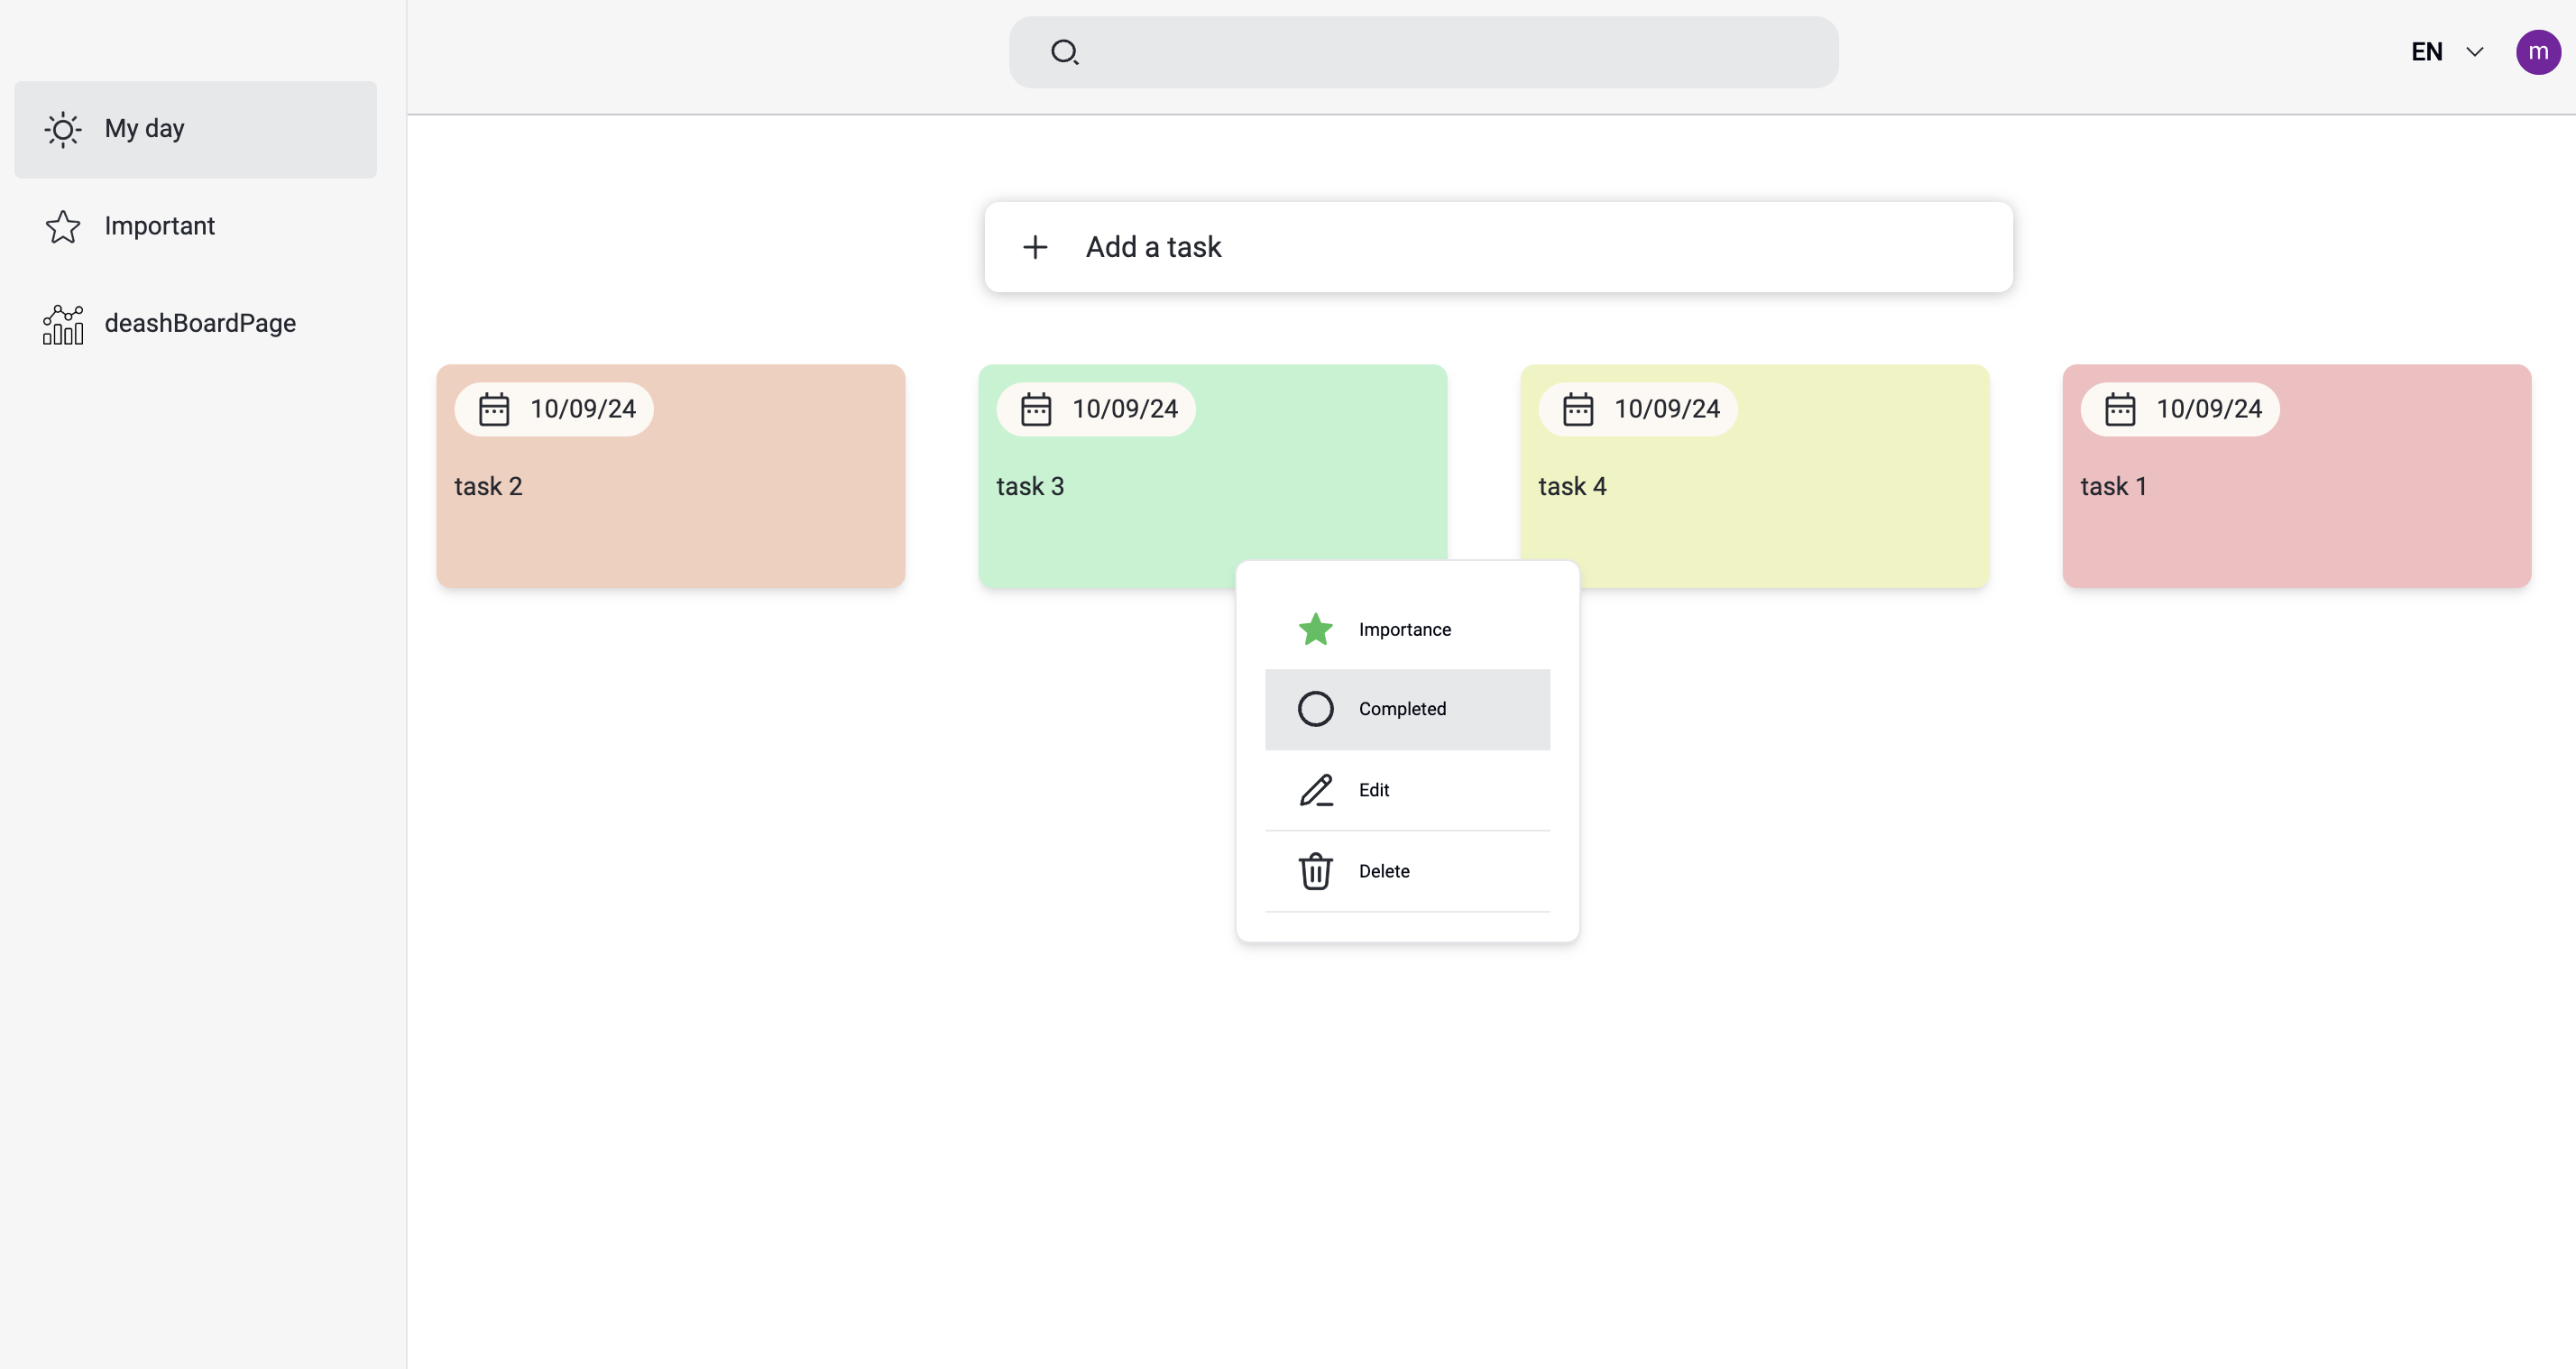 EN
m
My day
Important
deashBoardPage
Add a task
10/09/24
task 2
10/09/24
task 3
10/09/24
task 4
10/09/24
task 1
Importance
Completed
Edit
Delete